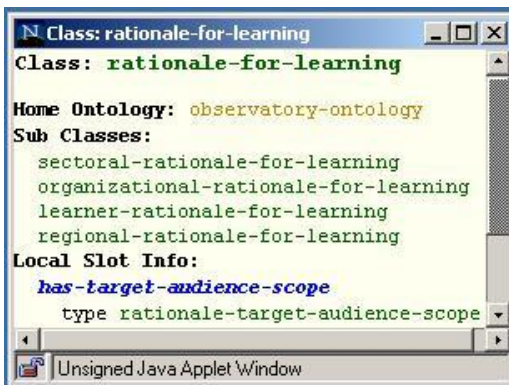 Class: rationale-for-learning
Class: rationale-for-learning
Home Ontology: observatory-ontology
Sub Classes:
sectoral-rationale-for-learning
organizational-rationale-for-learning
learner-rationale-for-learning
regional-rationale-for-learning
Local Slot Info:
has-target-audience-scope
type rationale-target-audience-scope
Unsigned Java Applet Window